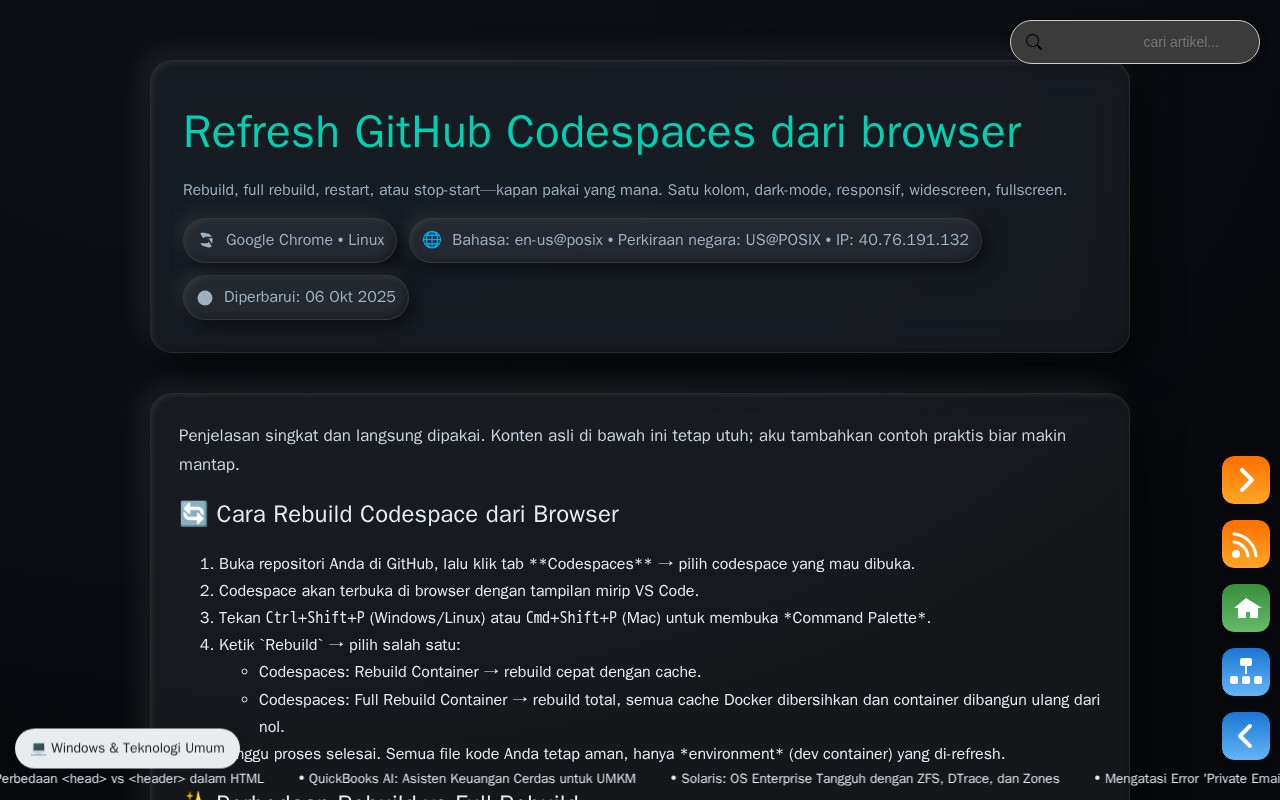 cari artikel...
Refresh GitHub Codespaces dari browser
Rebuild, full rebuild, restart, atau stop-start—kapan pakai yang mana. Satu kolom, dark-mode, responsif, widescreen, fullscreen.
Google Chrome • Linux
🌐 Bahasa: en-us@posix • Perkiraan negara: US@POSIX • IP: 40.76.191.132
Diperbarui: 06 Okt 2025
Penjelasan singkat dan langsung dipakai. Konten asli di bawah ini tetap utuh; aku tambahkan contoh praktis biar makin
mantap.
🔄 Cara Rebuild Codespace dari Browser
1. Buka repositori Anda di GitHub, lalu klik tab **Codespaces** → pilih codespace yang mau dibuka.
2. Codespace akan terbuka di browser dengan tampilan mirip VS Code.
3. Tekan Ctrl+Shift+P (Windows/Linux) atau Cmd+Shift+P (Mac) untuk membuka *Command Palette*.
4. Ketik `Rebuild` → pilih salah satu:
◦ Codespaces: Rebuild Container → rebuild cepat dengan cache.
◦ Codespaces: Full Rebuild Container → rebuild total, semua cache Docker dibersihkan dan container dibangun ulang dari
nol.
proses selesai. Semua file kode Anda tetap aman, hanya *environment* (dev container) yang di-refresh.
💻 Windows & Teknologi Umum
Perbedaan <head> vs <header> dalam HTML • QuickBooks AI: Asisten Keuangan Cerdas untuk UMKM • Solaris: OS Enterprise Tangguh dengan ZFS, DTrace, dan Zones • Mengatasi Error 'Private Emai
✨ Perbedaan Rebuild vs Full Rebuild